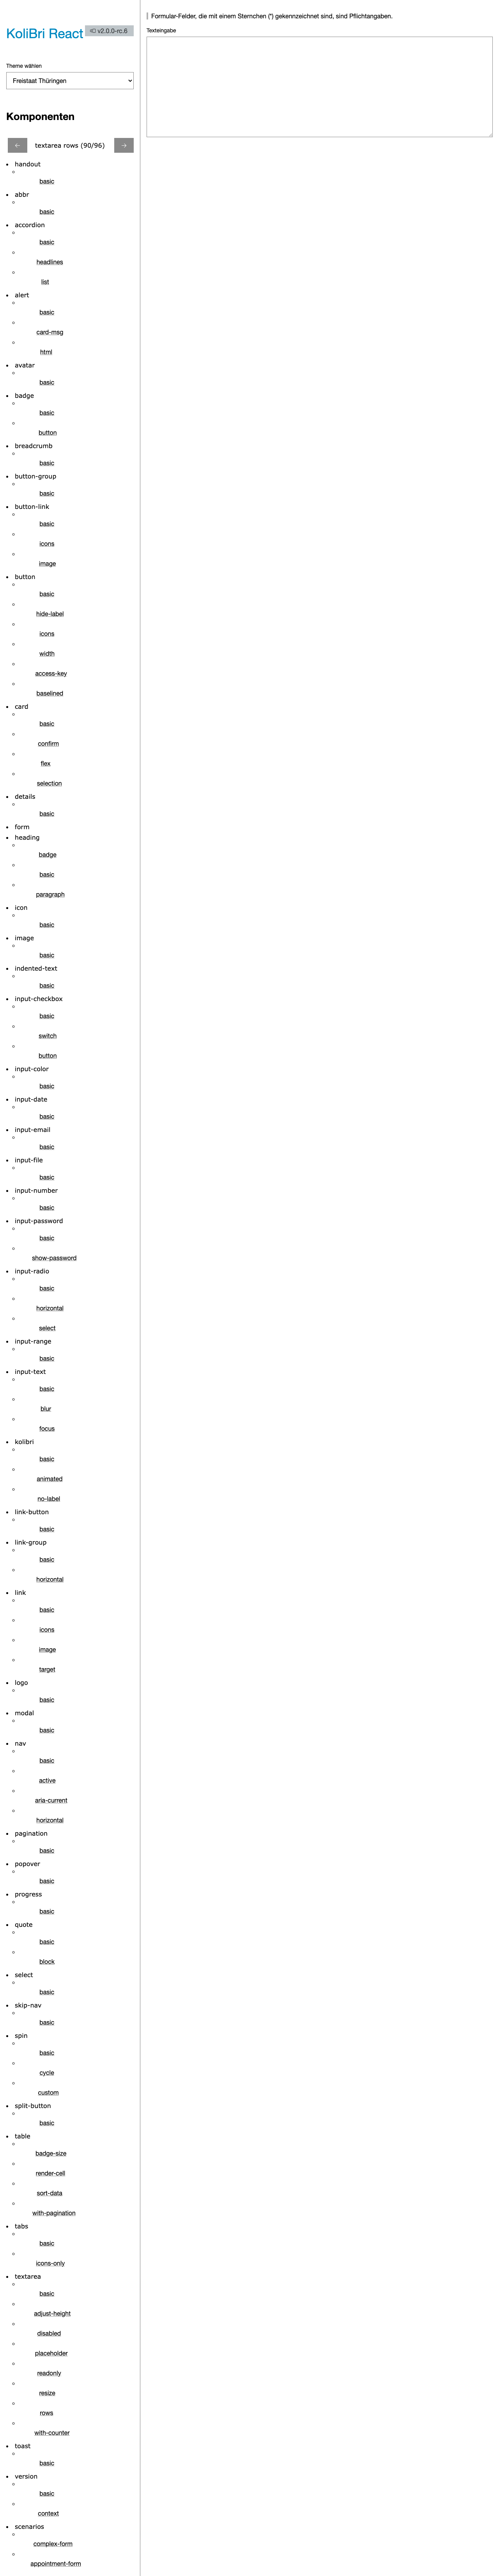 KoliBri React
v2.0.0-rc.6
Theme wählen
Freistaat Thüringen
Komponenten
textarea rows (90/96)
handout
basic
abbr
basic
accordion
basic
headlines
list
alert
basic
card-msg
html
avatar
basic
badge
basic
button
breadcrumb
basic
button-group
basic
button-link
basic
icons
image
button
basic
hide-label
icons
width
access-key
baselined
card
basic
confirm
flex
selection
details
basic
form
heading
badge
basic
paragraph
icon
basic
image
basic
indented-text
basic
input-checkbox
basic
switch
button
input-color
basic
input-date
basic
input-email
basic
input-file
basic
input-number
basic
input-password
basic
show-password
input-radio
basic
horizontal
select
input-range
basic
input-text
basic
blur
focus
kolibri
basic
animated
no-label
link-button
basic
link-group
basic
horizontal
link
basic
icons
image
target
logo
basic
modal
basic
nav
basic
active
aria-current
horizontal
pagination
basic
popover
basic
progress
basic
quote
basic
block
select
basic
skip-nav
basic
spin
basic
cycle
custom
split-button
basic
table
badge-size
render-cell
sort-data
with-pagination
tabs
basic
icons-only
textarea
basic
adjust-height
disabled
placeholder
readonly
resize
rows
with-counter
toast
basic
version
basic
context
scenarios
complex-form
appointment-form
Formular-Felder, die mit einem Sternchen (*) gekennzeichnet sind, sind Pflichtangaben.
Texteingabe